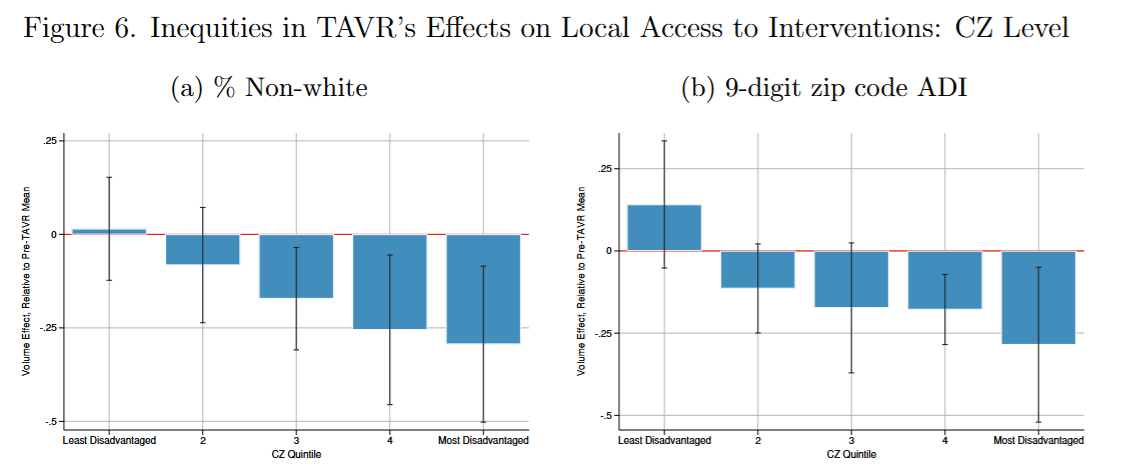 Figure 6. Inequities in TAVR's Effects on Local Access to Interventions: CZ Level
(a) % Non-white
.25
0
-.25
-.5
Volume Effect, Relative to Pre-TAVR Mean
Least Disadvantaged 2 3 4 Most Disadvantaged
CZ Quintile
(b) 9-digit zip code ADI
.25
0
-.25
-.5
Volume Effect, Relative to Pre-TAVR Mean
Least Disadvantaged 2 3 4 Most Disadvantaged
CZ Quintile